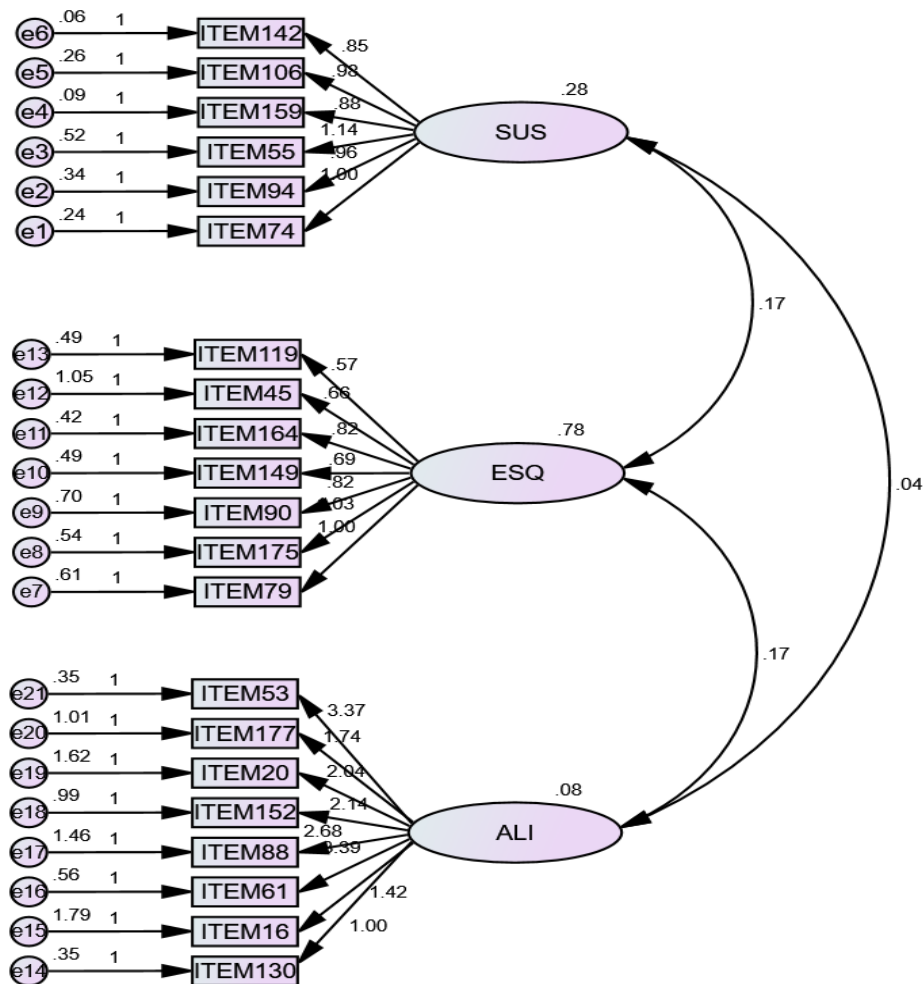 .06 1
e6 ITEM142 .85
.26 1
e5 ITEM106 .98
.09 1
e4 ITEM159 .88
.52 1
e3 ITEM55 1.14
.34 1
e2 ITEM94 .96
.24 1
e1 ITEM74 1.00
.28
SUS
.17
.49 1
e13 ITEM119 .57
1.05 1
e12 ITEM45 .66
.42 1
e11 ITEM164 .82
.49 1
e10 ITEM149 .69
.70 1
e9 ITEM90 .82
.54 1
e8 ITEM175
.61 1
e7 ITEM79 1.00
.78
ESQ
.04
.17
.35 1
e21 ITEM53 3.37
1.01 1
e20 ITEM177 1.74
1.62 1
e19 ITEM20 2.04
.99 1
e18 ITEM152 2.14
1.46 1
e17 ITEM88 2.68
.56 1
e16 ITEM61
1.79 1
e15 ITEM16 1.42
.35 1
e14 ITEM130 1.00
.08
ALI